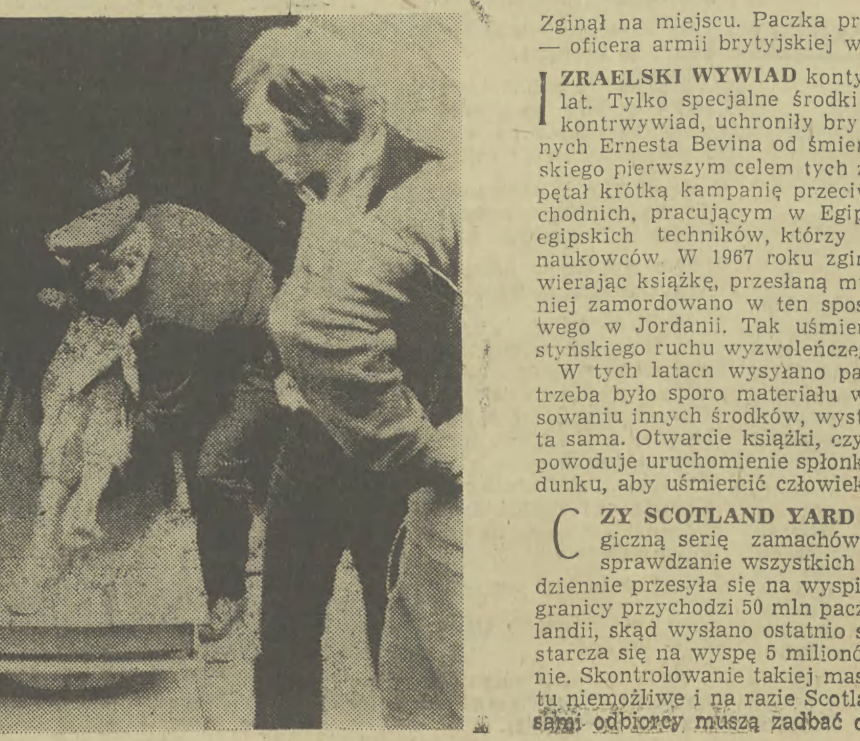 Zginął na miejscu. Paczka pr
— oficera armii brytyjskiej w
IZRAELSKI WYWIAD konty
lat. Tylko specjalne środki
kontrwywiad, uchroniły bry
nych Ernesta Bevina od śmier
skiego pierwszym celem tych z
pętał krótką kampanię przeciw
chodnich, pracującym w Egip
egipskich techników, którzy
naukowców. W 1967 roku zgin
wierając książkę, przesłaną m
niej zamordowano w ten spos
wego w Jordanii. Tak uśmier
styńskiego ruchu wyzwoleńcze
W tych latach wysyłano pa
trzeba było sporo materiału w
sowaniu innych środków, wyst
ta sama. Otwarcie książki, czy
powoduje uruchomienie spłonk
dunku, aby uśmiercić człowiek
CZY SCOTLAND YARD
giczną serię zamachów
sprawdzanie wszystkich
dziennie przesyła się na wyspi
granicy przychodzi 50 mln pacz
landii, skąd wysłano ostatnio s
starcza się na wyspę 5 milionó
nie. Skontrolowanie takiej mas
tu niemożliwe i na razie Scotla
sami odbiorcy muszą zadbać o